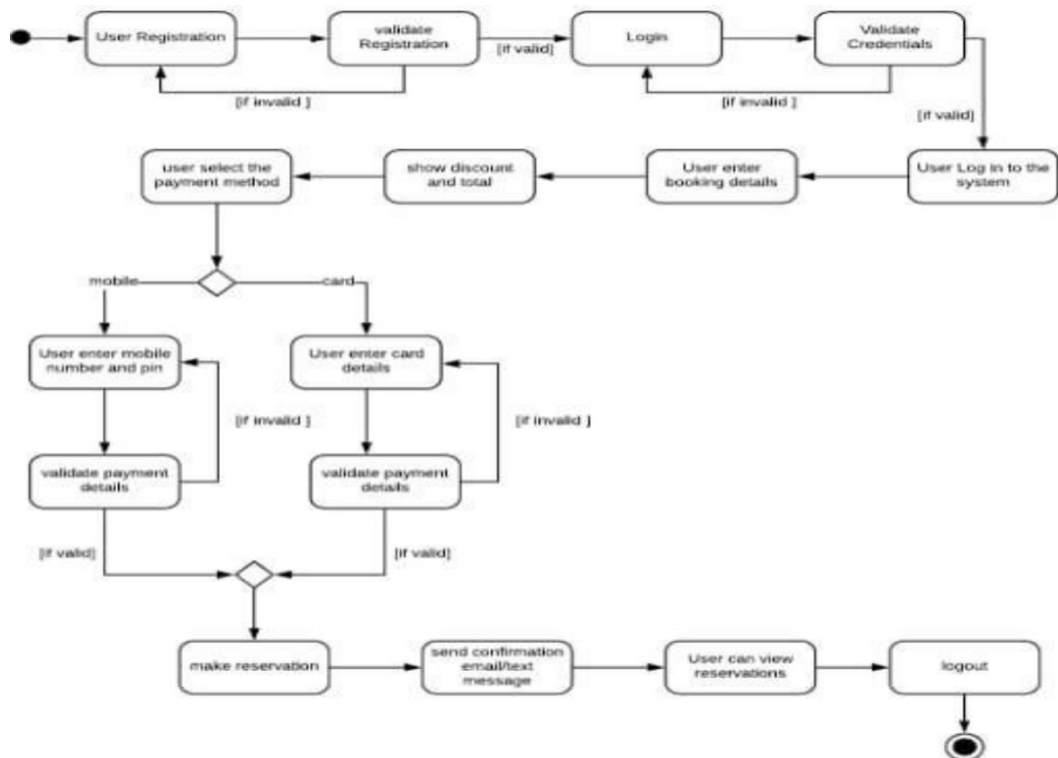 User Registration
validate
Registration
[if valid]
Login
Validate
Credentials
[if invalid ]
[if invalid ]
[if valid]
user select the
payment method
show discount
and total
User enter
booking details
User Log in to the
system
mobile
card
User enter mobile
number and pin
User enter card
details
[if invalid ]
[if invalid ]
validate payment
details
validate payment
details
[if valid]
[if valid]
make reservation
send confirmation
email/text
message
User can view
reservations
logout